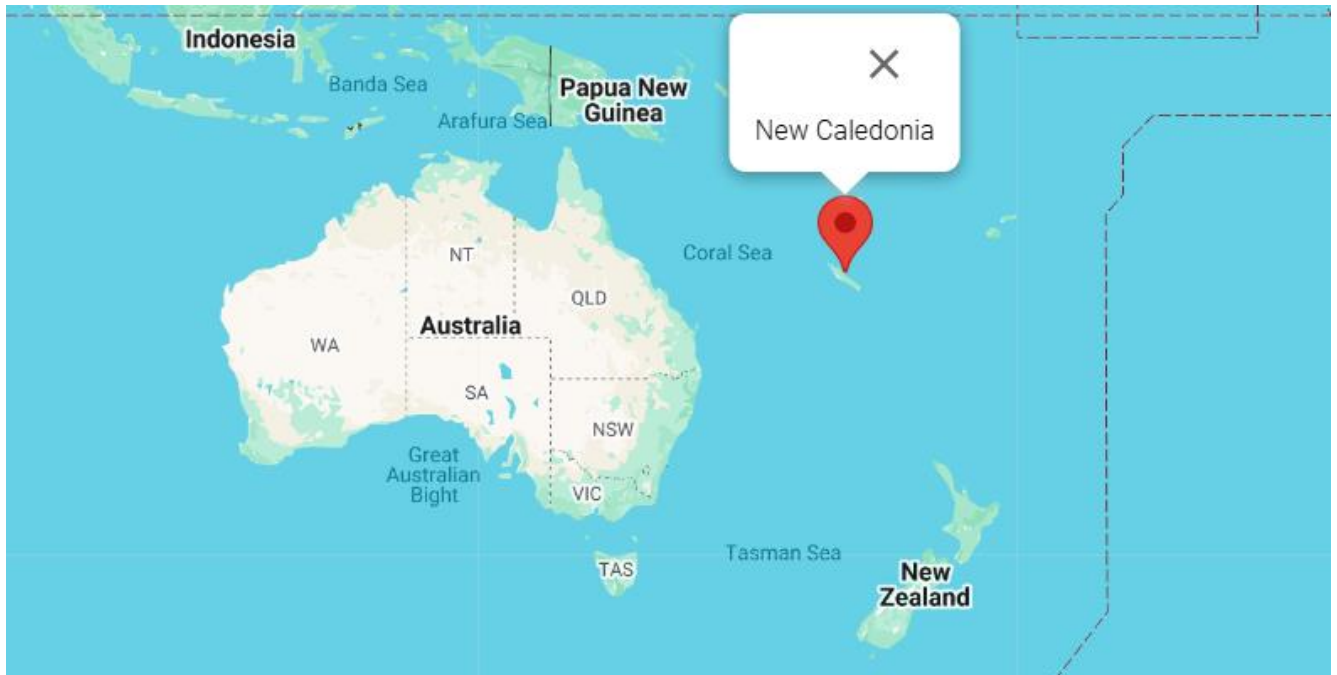 Indonesia
Banda Sea
Papua New
Guinea
Arafura Sea
New Caledonia
NT
Coral Sea
QLD
Australia
WA
SA
NSW
Great
Australian
Bight
VIC
Tasman Sea
TAS
New
Zealand